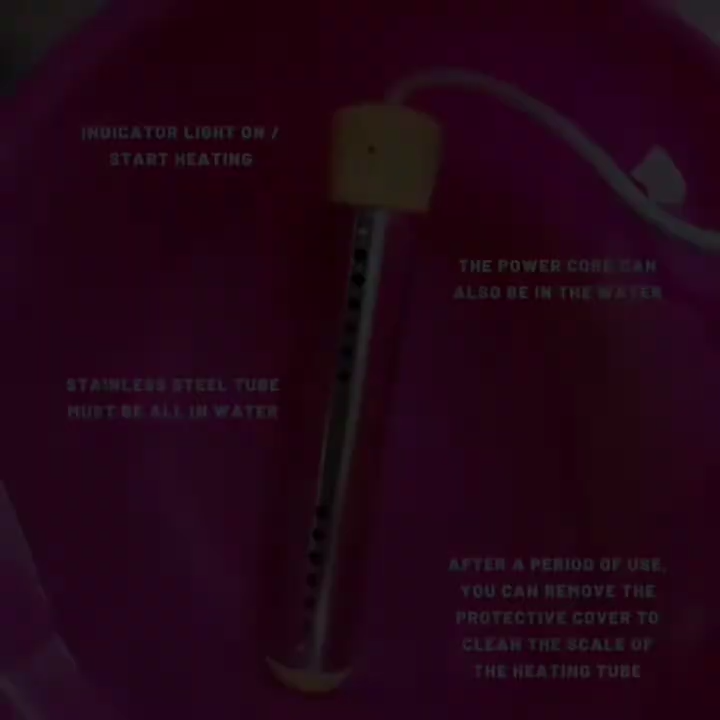 INDICATOR LIGHT ON /
START HEATING
THE POWER CORE CAN
ALSO BE IN THE WATER
STAINLESS STEEL TUBE
MUST BE ALL IN WATER
AFTER A PERIOD OF USE,
YOU CAN REMOVE THE
PROTECTIVE COVER TO
CLEAN THE SCALE OF
THE HEATING TUBE